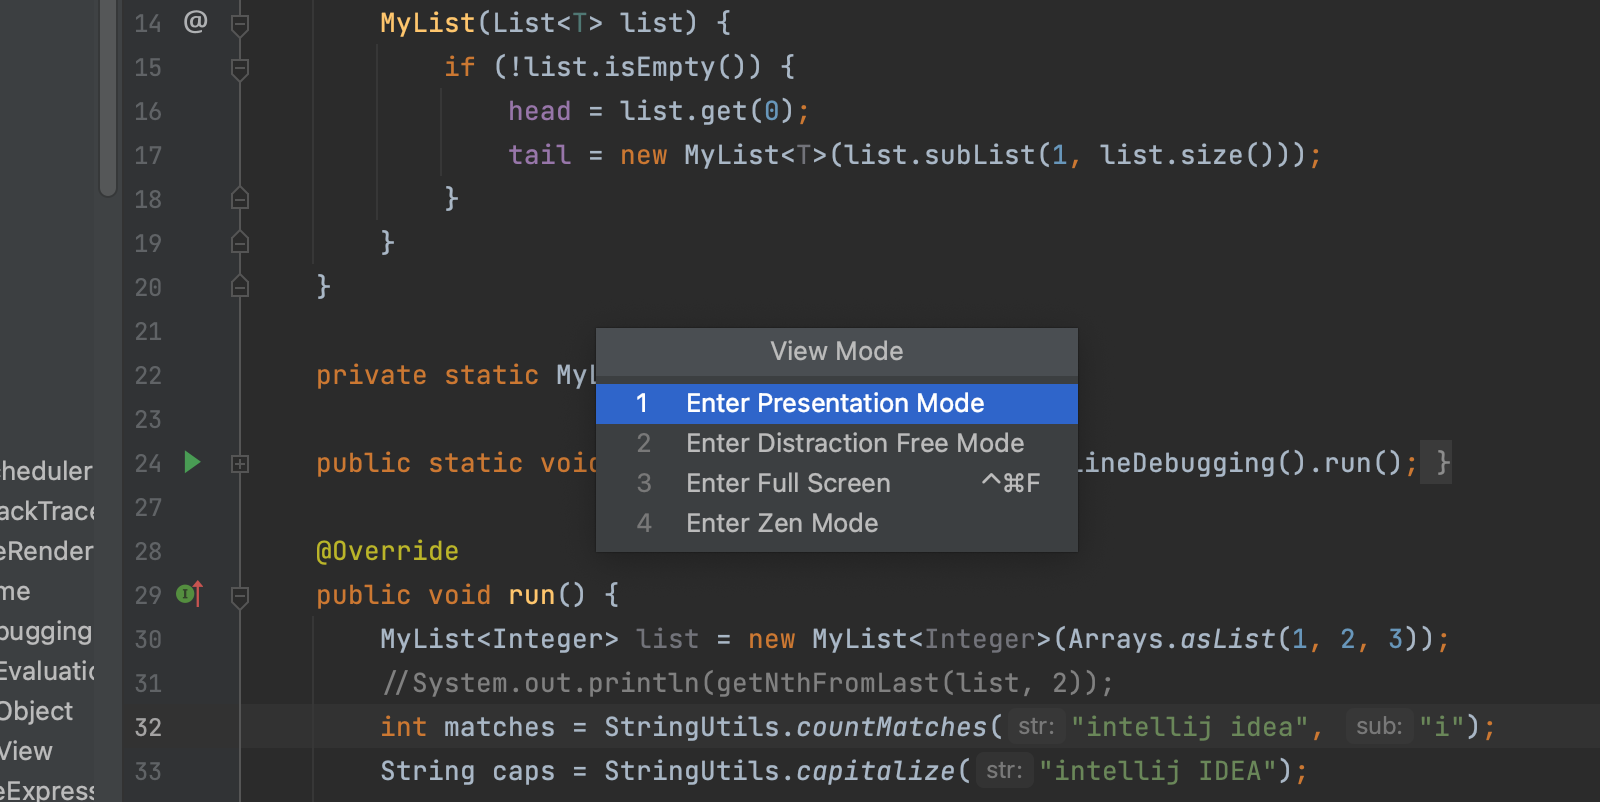 14 @ MyList(List<T> list) {
15 if (!list.isEmpty()) {
16 head = list.get(0);
17 tail = new MyList<T>(list.subList(1, list.size()));
18 }
19 }
20 }
21
22 private static MyL
23
24 public static void lineDebugging().run(); }
27
28 @Override
29 public void run() {
30 MyList<Integer> list = new MyList<Integer>(Arrays.asList(1, 2, 3));
31 //System.out.println(getNthFromLast(list, 2));
32 int matches = StringUtils.countMatches( str: "intellij idea", sub: "i");
33 String caps = StringUtils.capitalize( str: "intellij IDEA");
View Mode
1 Enter Presentation Mode
2 Enter Distraction Free Mode
3 Enter Full Screen ^⌘F
4 Enter Zen Mode
cheduler
ackTrace
eRender
me
bugging
Evaluatio
Object
View
eExpress